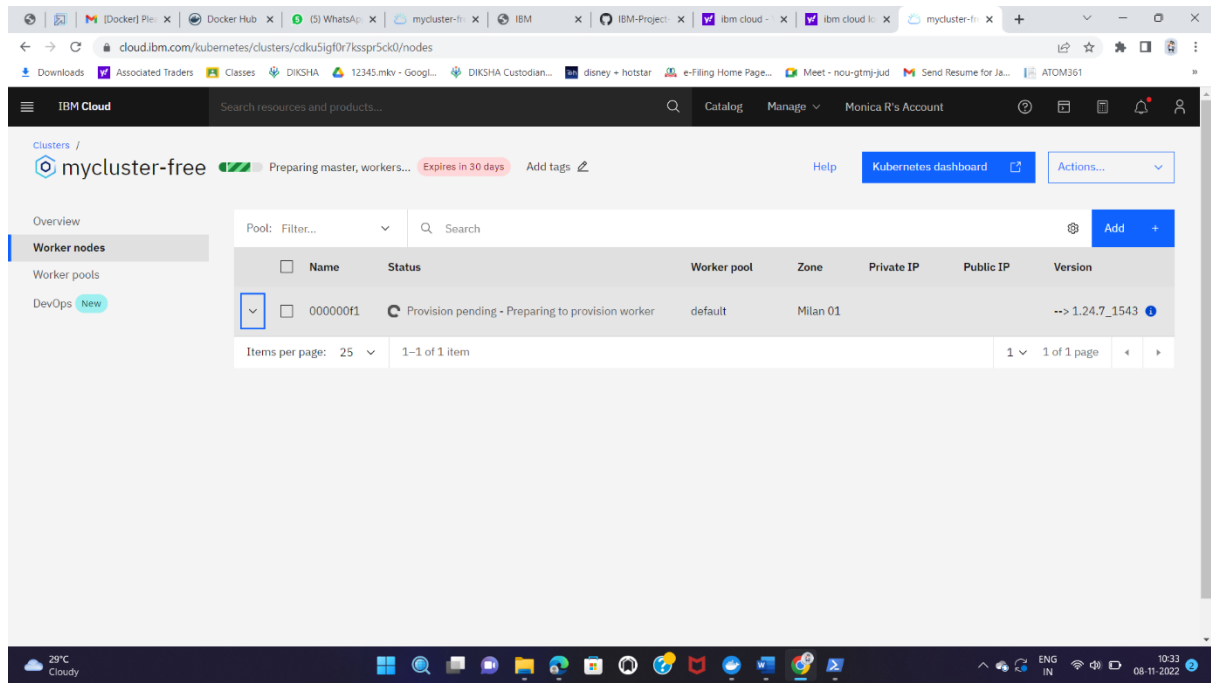 [Docker] Plea
Docker Hub
(5) WhatsAp
mycluster-fr
IBM
IBM-Project-
ibm cloud -
ibm cloud lo
mycluster-fr
cloud.ibm.com/kubernetes/clusters/cdku5igf0r7ksspr5ck0/nodes
Downloads Associated Traders Classes DIKSHA 12345.mkv - Googl... DIKSHA Custodian... disney + hotstar e-Filing Home Page... Meet - nou-gtmj-jud Send Resume for Ja... ATOM361 »
IBM Cloud Search resources and products... Catalog Manage Monica R's Account
Clusters /
mycluster-free Preparing master, workers... Expires in 30 days Add tags Help Kubernetes dashboard Actions...
Overview
Worker nodes
Worker pools
DevOps New
Pool: Filter... Search Add +
Name Status Worker pool Zone Private IP Public IP Version
000000f1 Provision pending - Preparing to provision worker default Milan 01 --> 1.24.7_1543
Items per page: 25 1–1 of 1 item 1 1 of 1 page
29°C
Cloudy
ENG
IN
10:33
08-11-2022
2